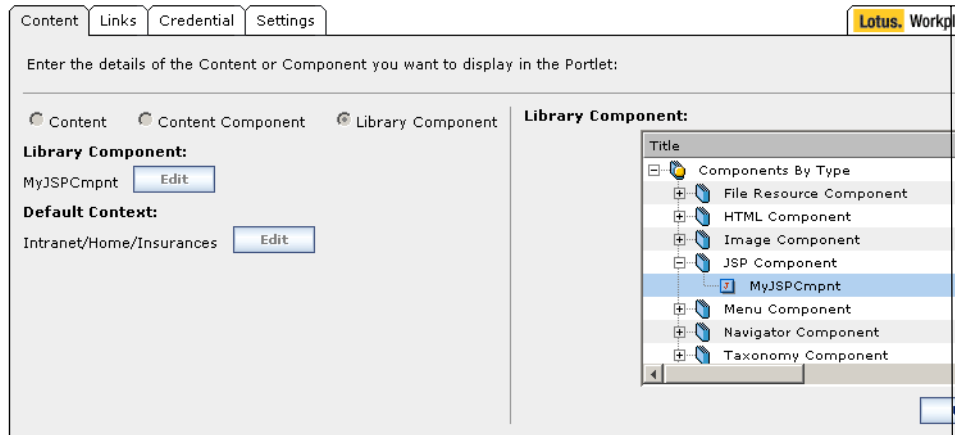 Content Links Credential Settings
Lotus. Workpl
Enter the details of the Content or Component you want to display in the Portlet:
Content Content Component Library Component
Library Component:
MyJSPCmpnt Edit
Default Context:
Intranet/Home/Insurances Edit
Library Component:
Title
Components By Type
File Resource Component
HTML Component
Image Component
JSP Component
MyJSPCmpnt
Menu Component
Navigator Component
Taxonomy Component